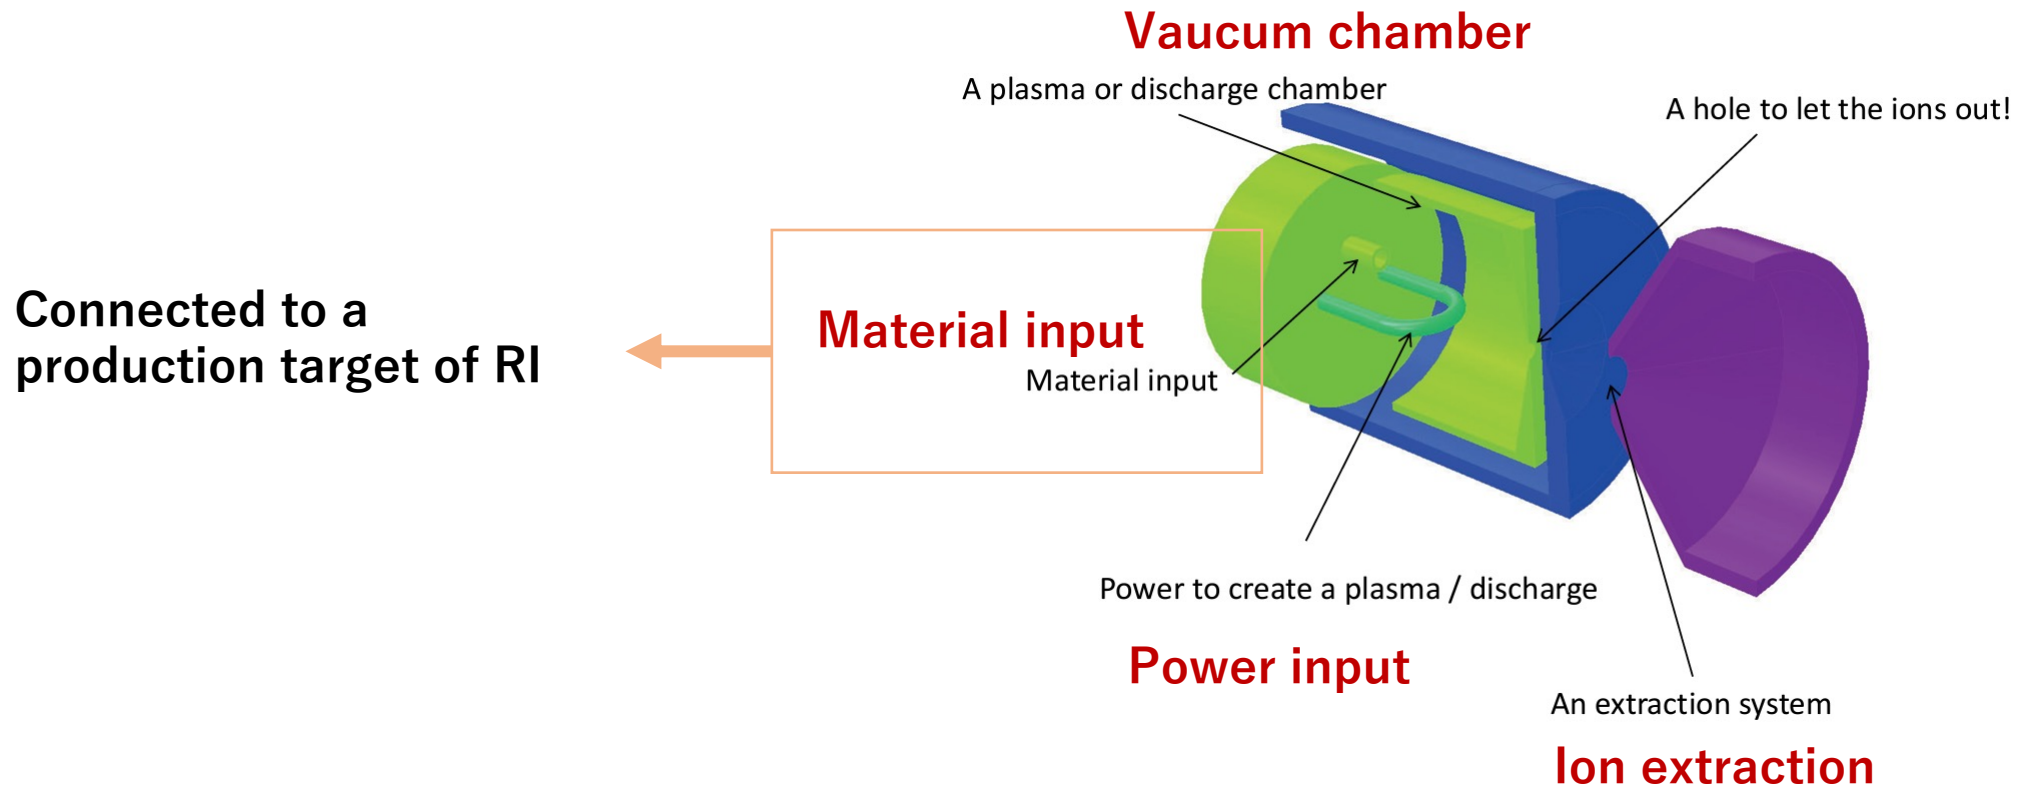 Vaucum chamber
A plasma or discharge chamber
A hole to let the ions out!
Connected to a
production target of RI
Material input
Material input
Power to create a plasma / discharge
Power input
An extraction system
Ion extraction